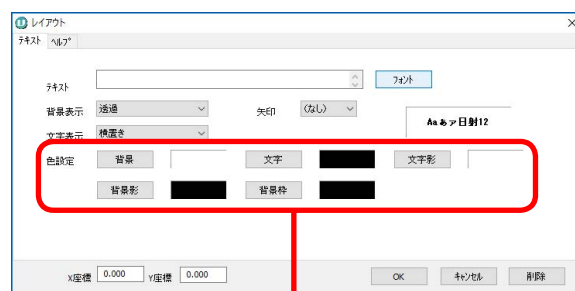 レイアウト
テキスト ヘルプ
テキスト フォント
背景表示 透過 矢印 (なし)
文字表示 横置き Aaあァ日射12
色設定 背景 文字 文字影
背景影 背景枠
X座標 0.000 Y座標 0.000 OK キャンセル 削除